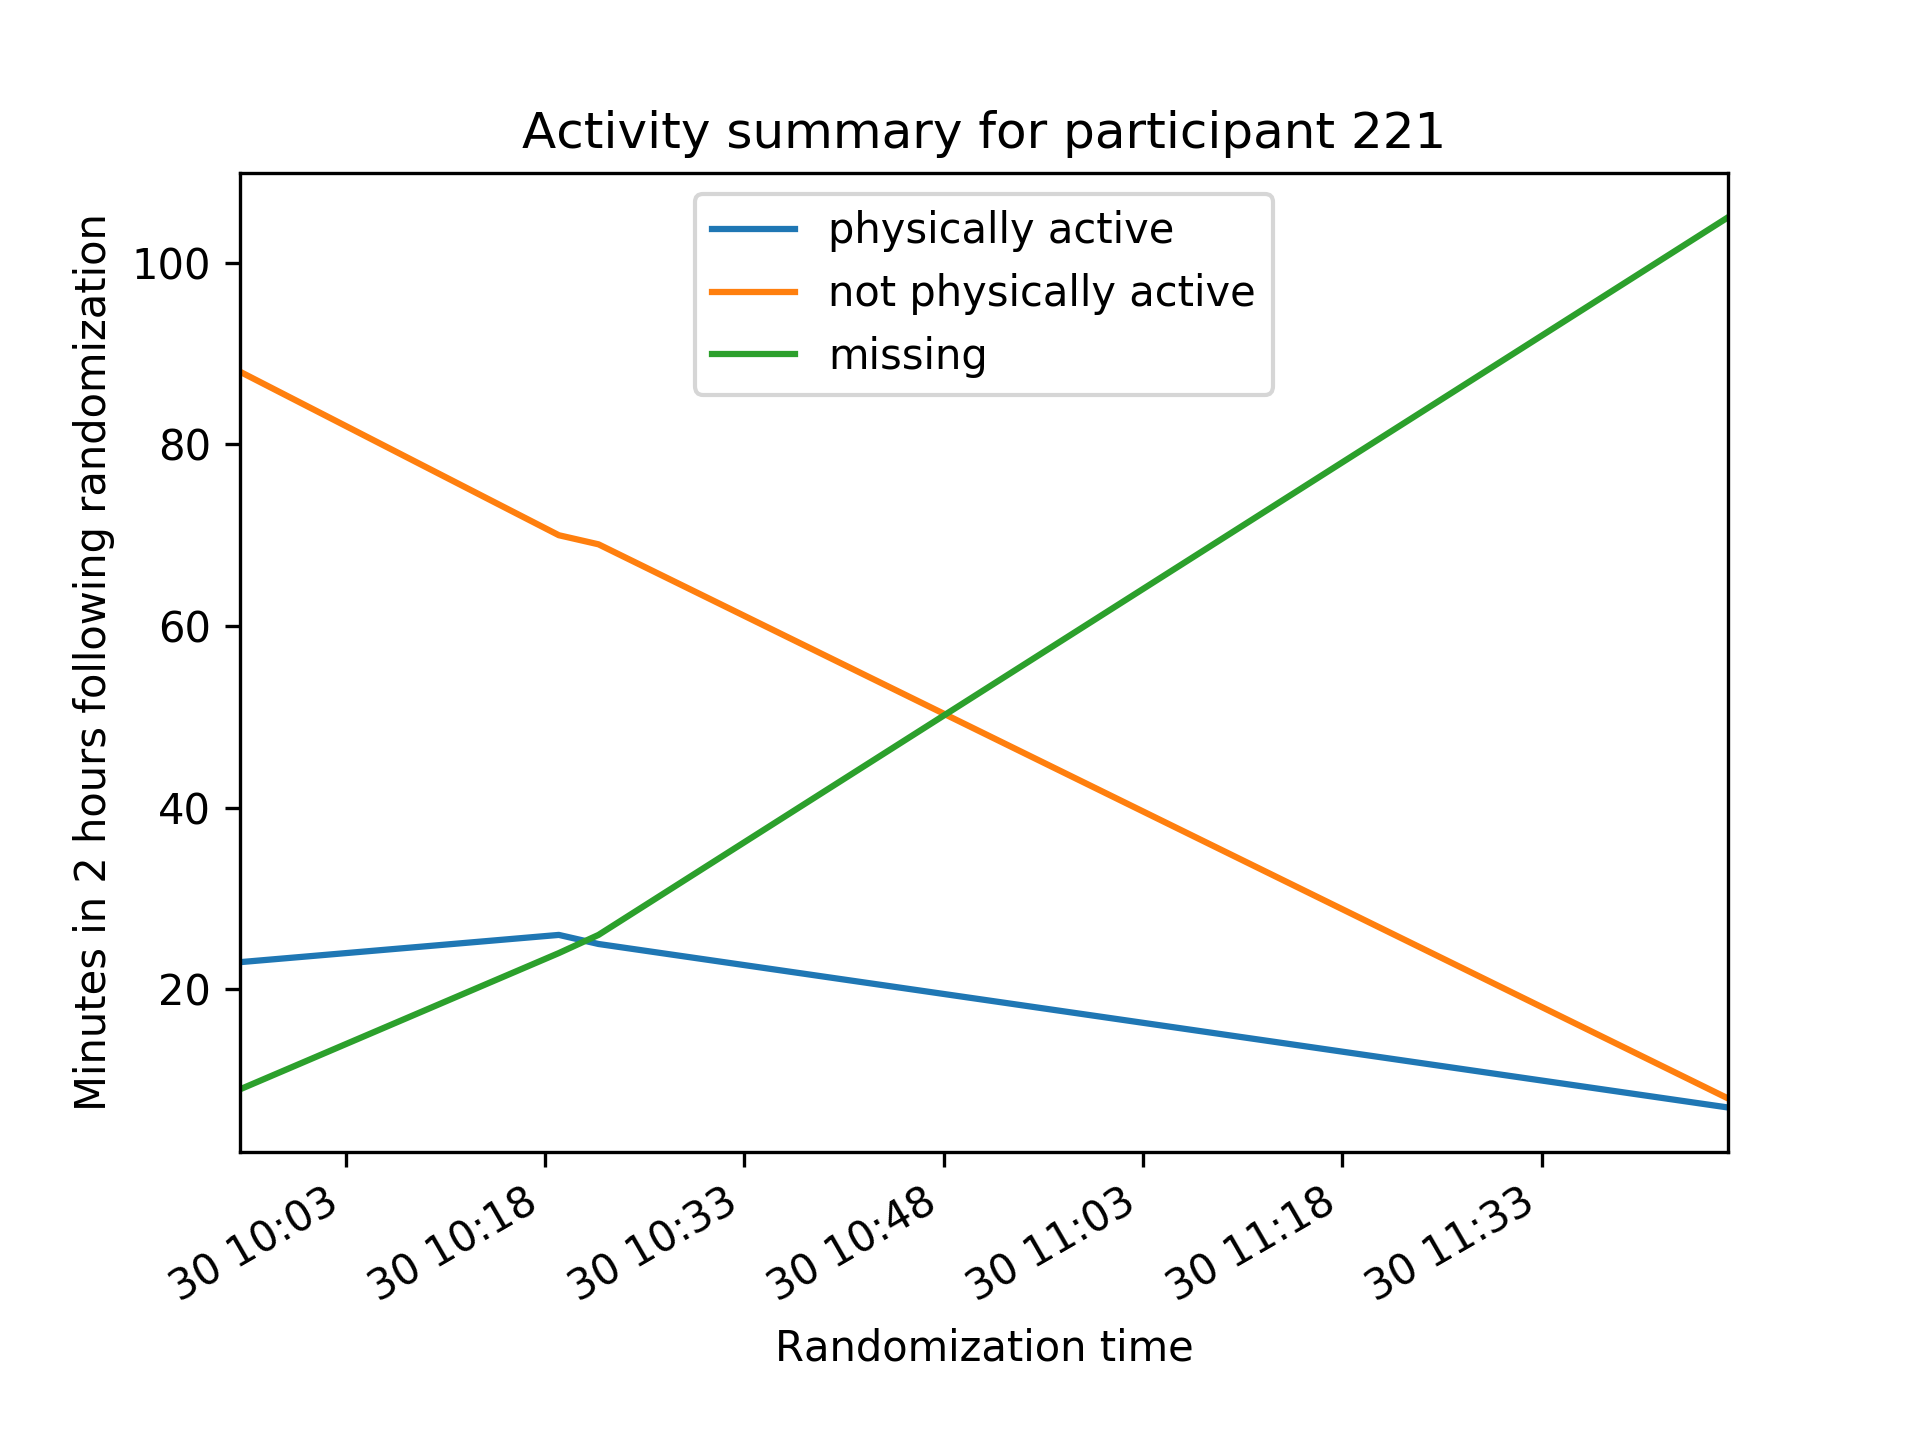 Activity summary for participant 221
physically active
not physically active
missing
Minutes in 2 hours following randomization
100
80
60
40
20
30 10:03
30 10:18
30 10:33
30 10:48
30 11:03
30 11:18
30 11:33
Randomization time